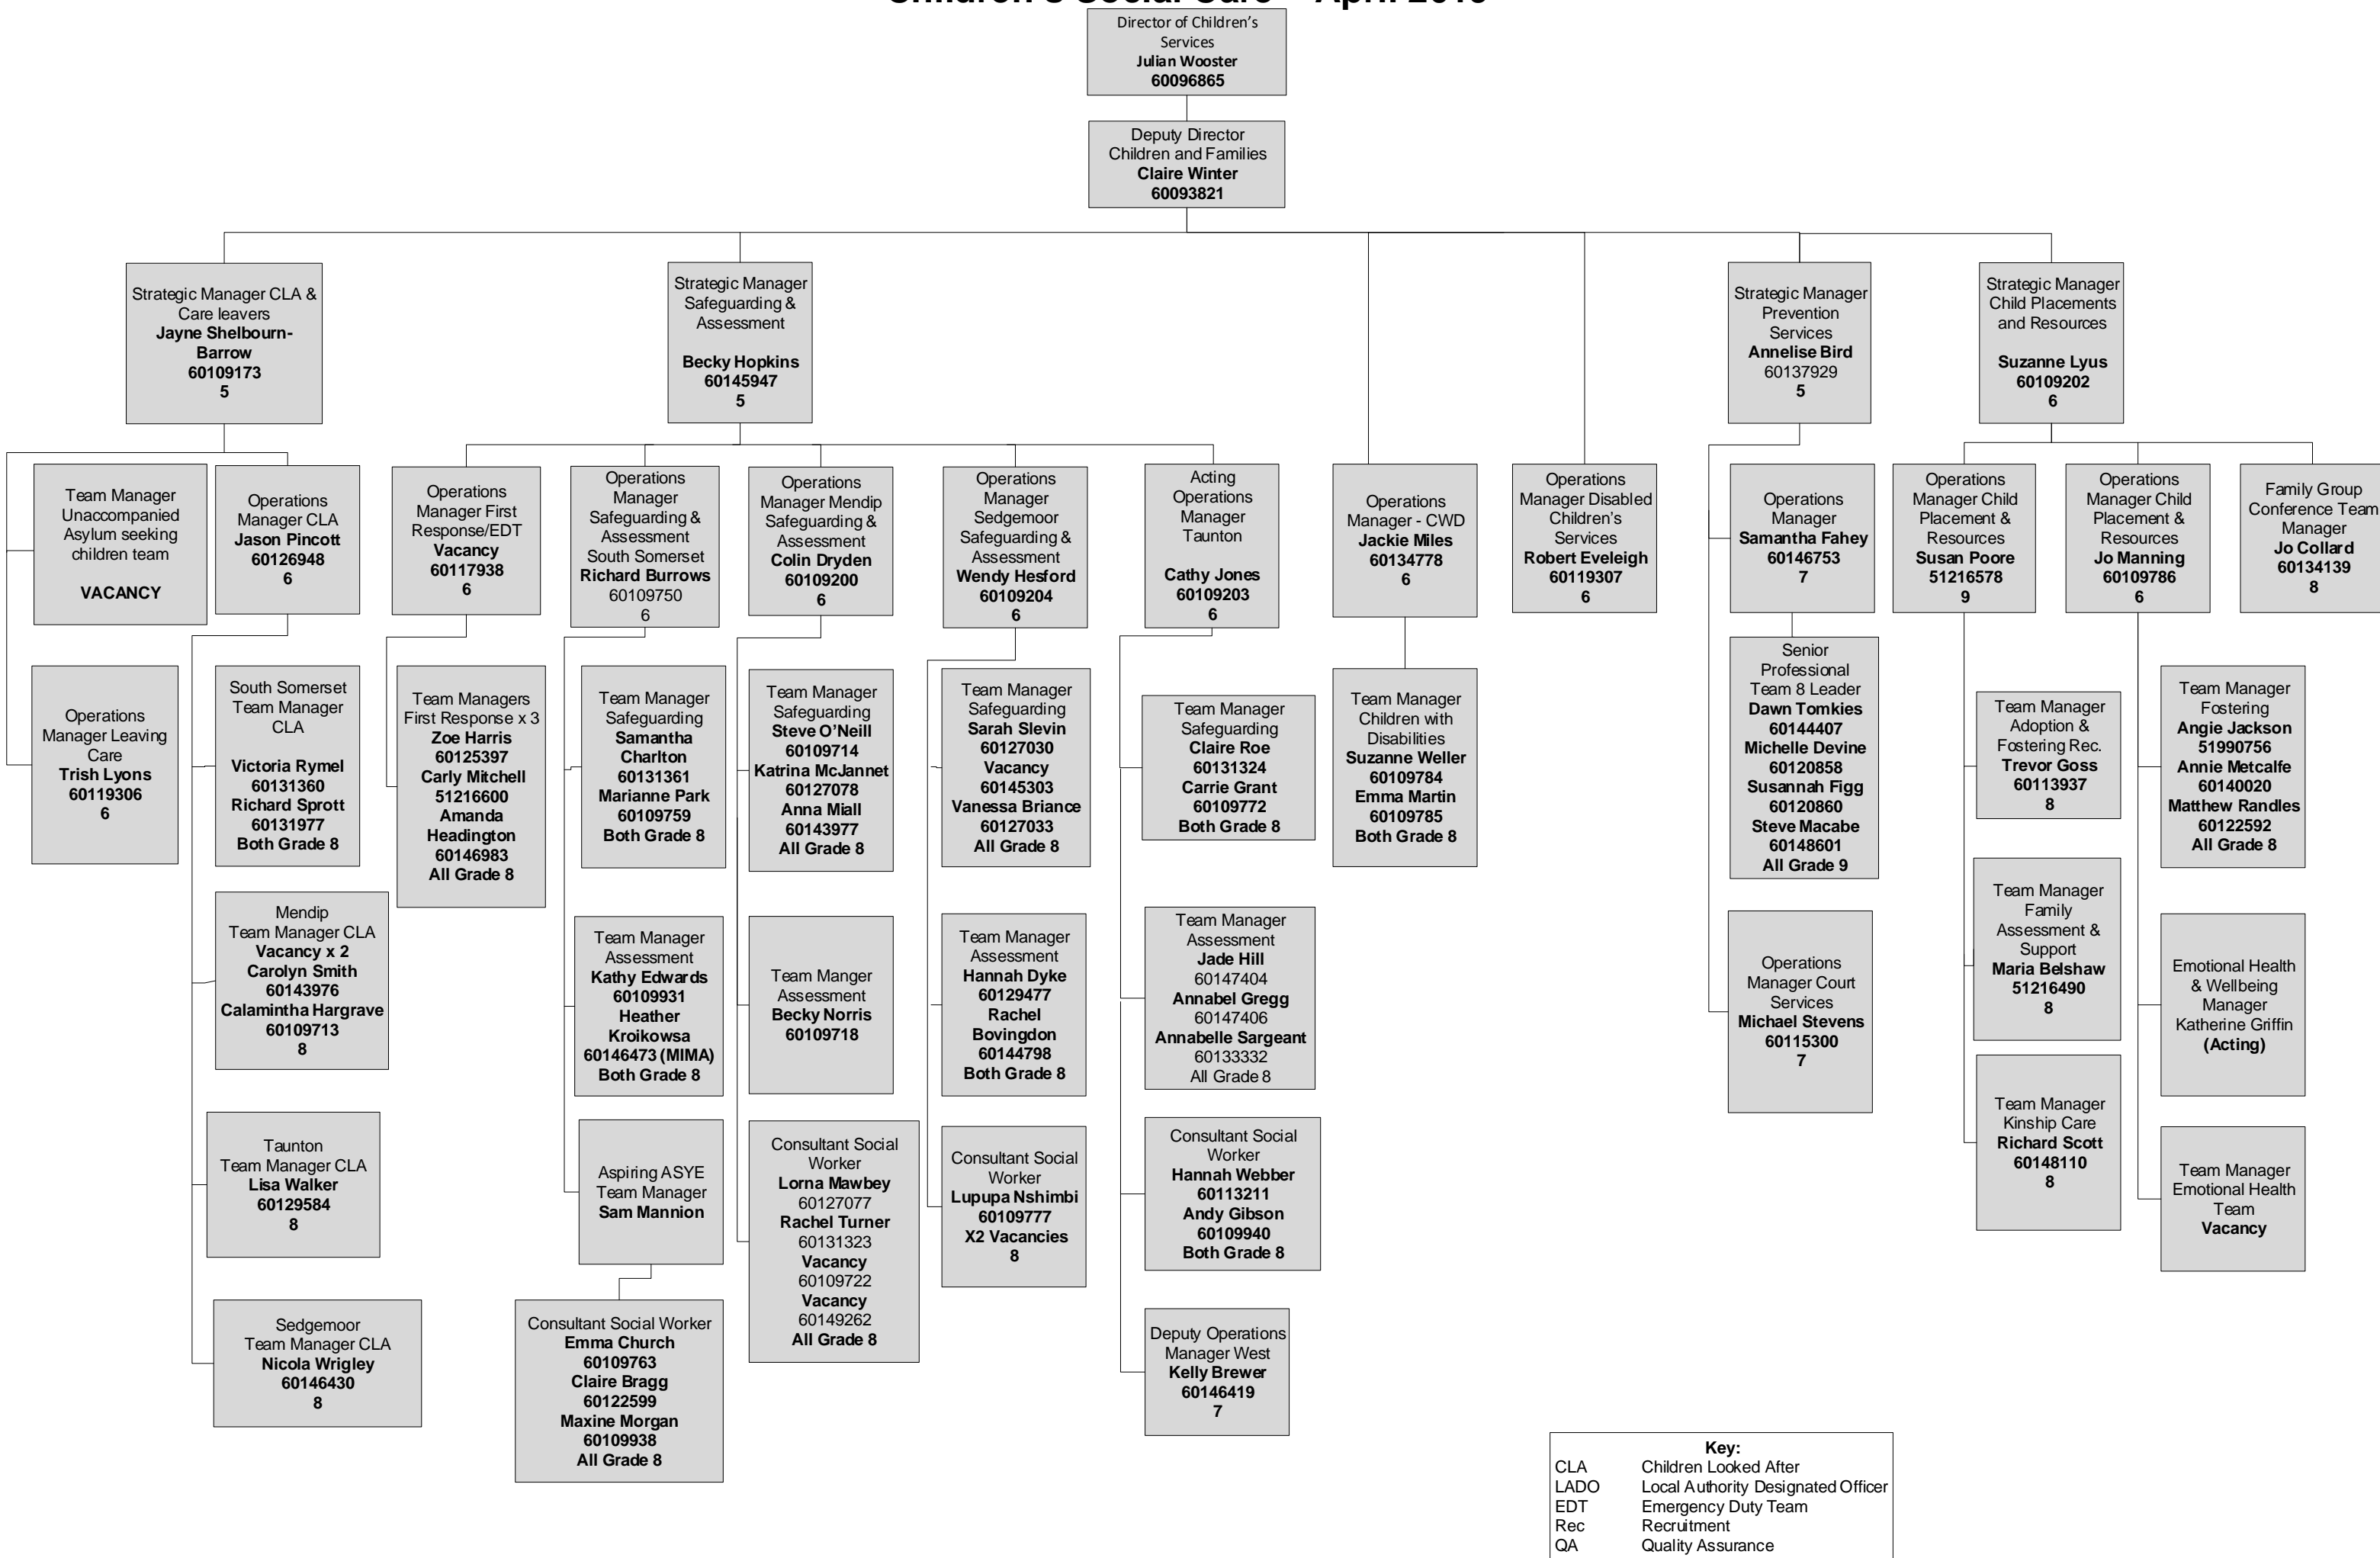 Director of Children's
Services
Julian Wooster
60096865
Deputy Director
Children and Families
Claire Winter
60093821
Strategic Manager CLA &
Care leavers
Jayne Shelbourn-
Barrow
60109173
5
Strategic Manager
Safeguarding &
Assessment
Becky Hopkins
60145947
5
Strategic Manager
Prevention
Services
Annelise Bird
60137929
5
Strategic Manager
Child Placements
and Resources
Suzanne Lyus
60109202
6
Team Manager
Unaccompanied
Asylum seeking
children team
VACANCY
Operations
Manager CLA
Jason Pincott
60126948
6
Operations
Manager First
Response/EDT
Vacancy
60117938
6
Operations
Manager
Safeguarding &
Assessment
South Somerset
Richard Burrows
60109750
6
Operations
Manager Mendip
Safeguarding &
Assessment
Colin Dryden
60109200
6
Operations
Manager
Sedgemoor
Safeguarding &
Assessment
Wendy Hesford
60109204
6
Acting
Operations
Manager
Taunton
Cathy Jones
60109203
6
Operations
Manager - CWD
Jackie Miles
60134778
6
Operations
Manager Disabled
Children's
Services
Robert Eveleigh
60119307
6
Operations
Manager
Samantha Fahey
60146753
7
Operations
Manager Child
Placement &
Resources
Susan Poore
51216578
9
Operations
Manager Child
Placement &
Resources
Jo Manning
60109786
6
Family Group
Conference Team
Manager
Jo Collard
60134139
8
Operations
Manager Leaving
Care
Trish Lyons
60119306
6
South Somerset
Team Manager
CLA
Victoria Rymel
60131360
Richard Sprott
60131977
Both Grade 8
Team Managers
First Response x 3
Zoe Harris
60125397
Carly Mitchell
51216600
Amanda
Headington
60146983
All Grade 8
Team Manager
Safeguarding
Samantha
Charlton
60131361
Marianne Park
60109759
Both Grade 8
Team Manager
Safeguarding
Steve O'Neill
60109714
Katrina McJannet
60127078
Anna Miall
60143977
All Grade 8
Team Manager
Safeguarding
Sarah Slevin
60127030
Vacancy
60145303
Vanessa Briance
60127033
All Grade 8
Team Manager
Safeguarding
Claire Roe
60131324
Carrie Grant
60109772
Both Grade 8
Team Manager
Children with
Disabilities
Suzanne Weller
60109784
Emma Martin
60109785
Both Grade 8
Senior
Professional
Team 8 Leader
Dawn Tomkies
60144407
Michelle Devine
60120858
Susannah Figg
60120860
Steve Macabe
60148601
All Grade 9
Team Manager
Adoption &
Fostering Rec.
Trevor Goss
60113937
8
Team Manager
Fostering
Angie Jackson
51990756
Annie Metcalfe
60140020
Matthew Randles
60122592
All Grade 8
Mendip
Team Manager CLA
Vacancy x 2
Carolyn Smith
60143976
Calamintha Hargrave
60109713
8
Team Manager
Assessment
Kathy Edwards
60109931
Heather
Kroikowsa
60146473 (MIMA)
Both Grade 8
Team Manger
Assessment
Becky Norris
60109718
Team Manager
Assessment
Hannah Dyke
60129477
Rachel
Bovingdon
60144798
Both Grade 8
Team Manager
Assessment
Jade Hill
60147404
Annabel Gregg
60147406
Annabelle Sargeant
60133332
All Grade 8
Operations
Manager Court
Services
Michael Stevens
60115300
7
Team Manager
Family
Assessment &
Support
Maria Belshaw
51216490
8
Emotional Health
& Wellbeing
Manager
Katherine Griffin
(Acting)
Taunton
Team Manager CLA
Lisa Walker
60129584
8
Aspiring ASYE
Team Manager
Sam Mannion
Consultant Social
Worker
Lorna Mawbey
60127077
Rachel Turner
60131323
Vacancy
60109722
Vacancy
60149262
All Grade 8
Consultant Social
Worker
Lupupa Nshimbi
60109777
X2 Vacancies
8
Consultant Social
Worker
Hannah Webber
60113211
Andy Gibson
60109940
Both Grade 8
Team Manager
Kinship Care
Richard Scott
60148110
8
Team Manager
Emotional Health
Team
Vacancy
Sedgemoor
Team Manager CLA
Nicola Wrigley
60146430
8
Consultant Social Worker
Emma Church
60109763
Claire Bragg
60122599
Maxine Morgan
60109938
All Grade 8
Deputy Operations
Manager West
Kelly Brewer
60146419
7
Key:
CLA Children Looked After
LADO Local Authority Designated Officer
EDT Emergency Duty Team
Rec Recruitment
QA Quality Assurance